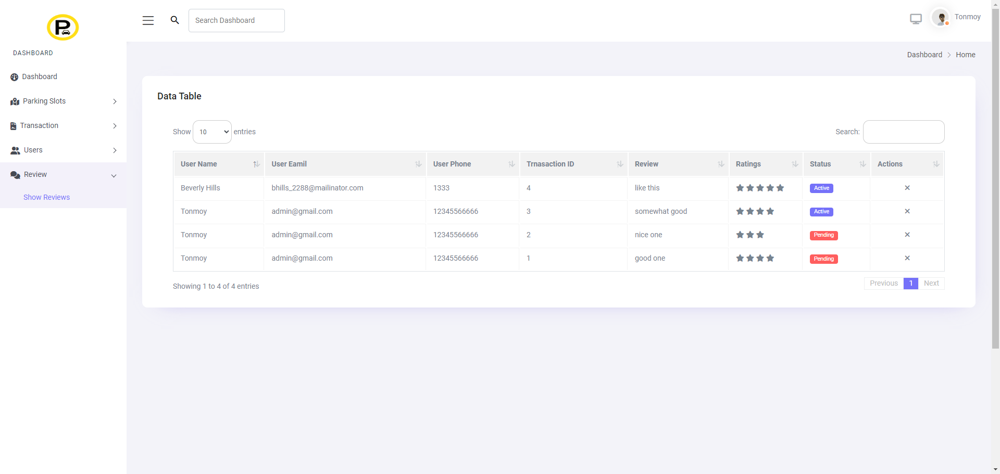 P
Search Dashboard
Tonmoy
DASHBOARD
Dashboard
Parking Slots
Transaction
Users
Review
Show Reviews
Dashboard > Home
Data Table
Show 10 entries
Search:
User Name User Eamil User Phone Trnasaction ID Review Ratings Status Actions
Beverly Hills bhills_2288@mailinator.com 1333 4 like this Active
Tonmoy admin@gmail.com 12345566666 3 somewhat good Active
Tonmoy admin@gmail.com 12345566666 2 nice one Pending
Tonmoy admin@gmail.com 12345566666 1 good one Pending
Showing 1 to 4 of 4 entries
Previous 1 Next